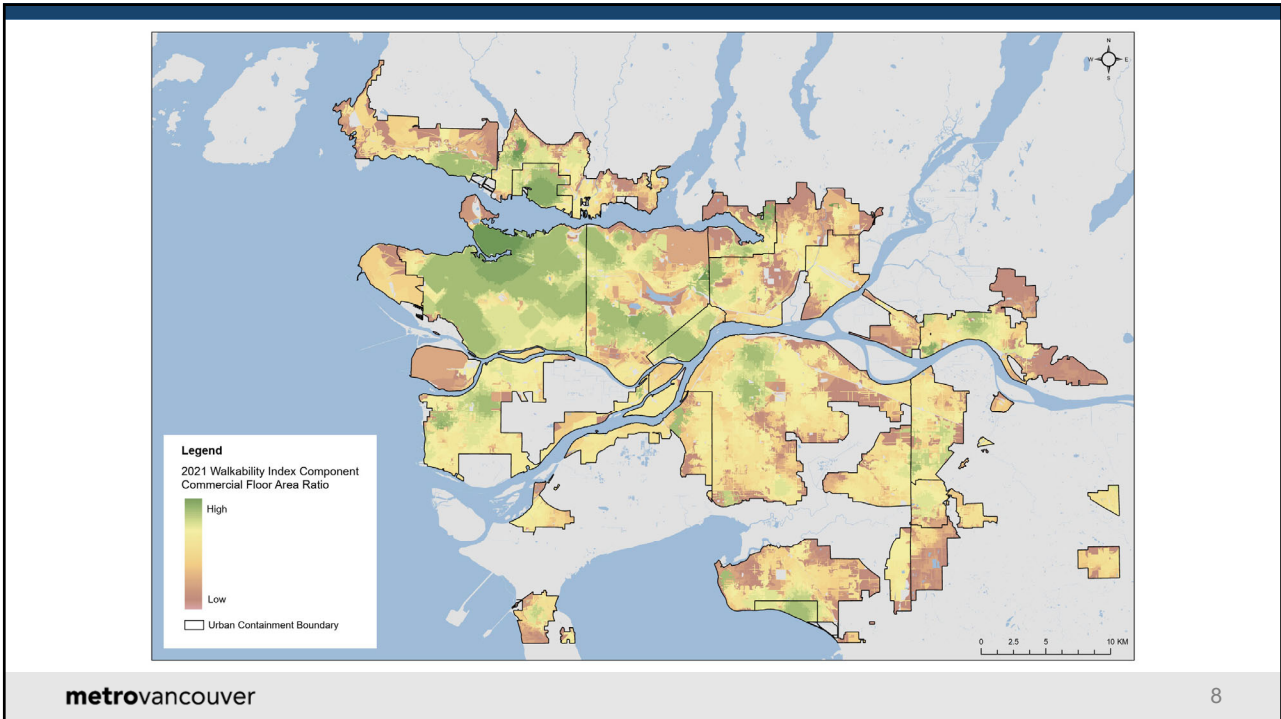 N
W
E
S
Legend
2021 Walkability Index Component
Commercial Floor Area Ratio
High
Low
Urban Containment Boundary
0 2.5 5 10 KM
metrovancouver
8